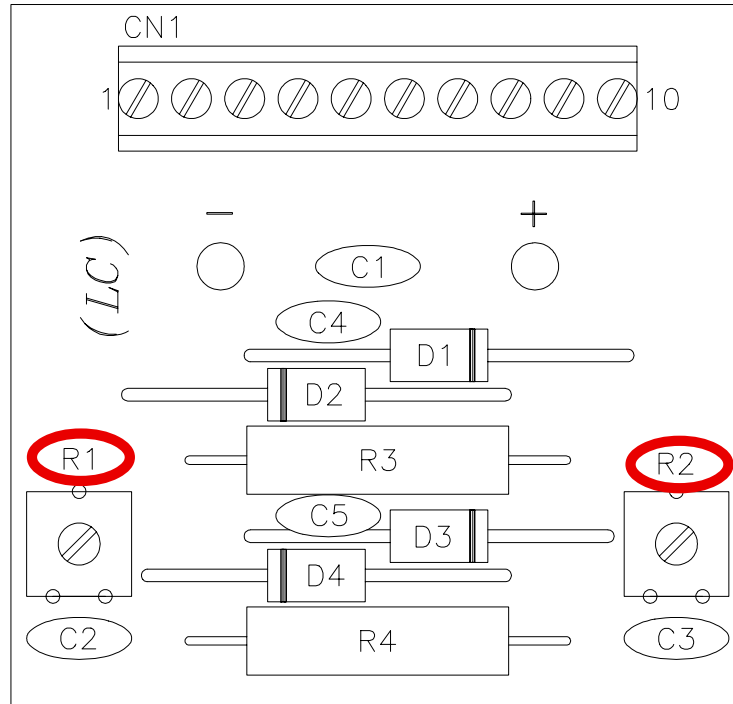 CN1
1 10
− +
(LC)
C1
C4
D1
D2
R1 R3 R2
C5
D3
D4
C2 R4 C3